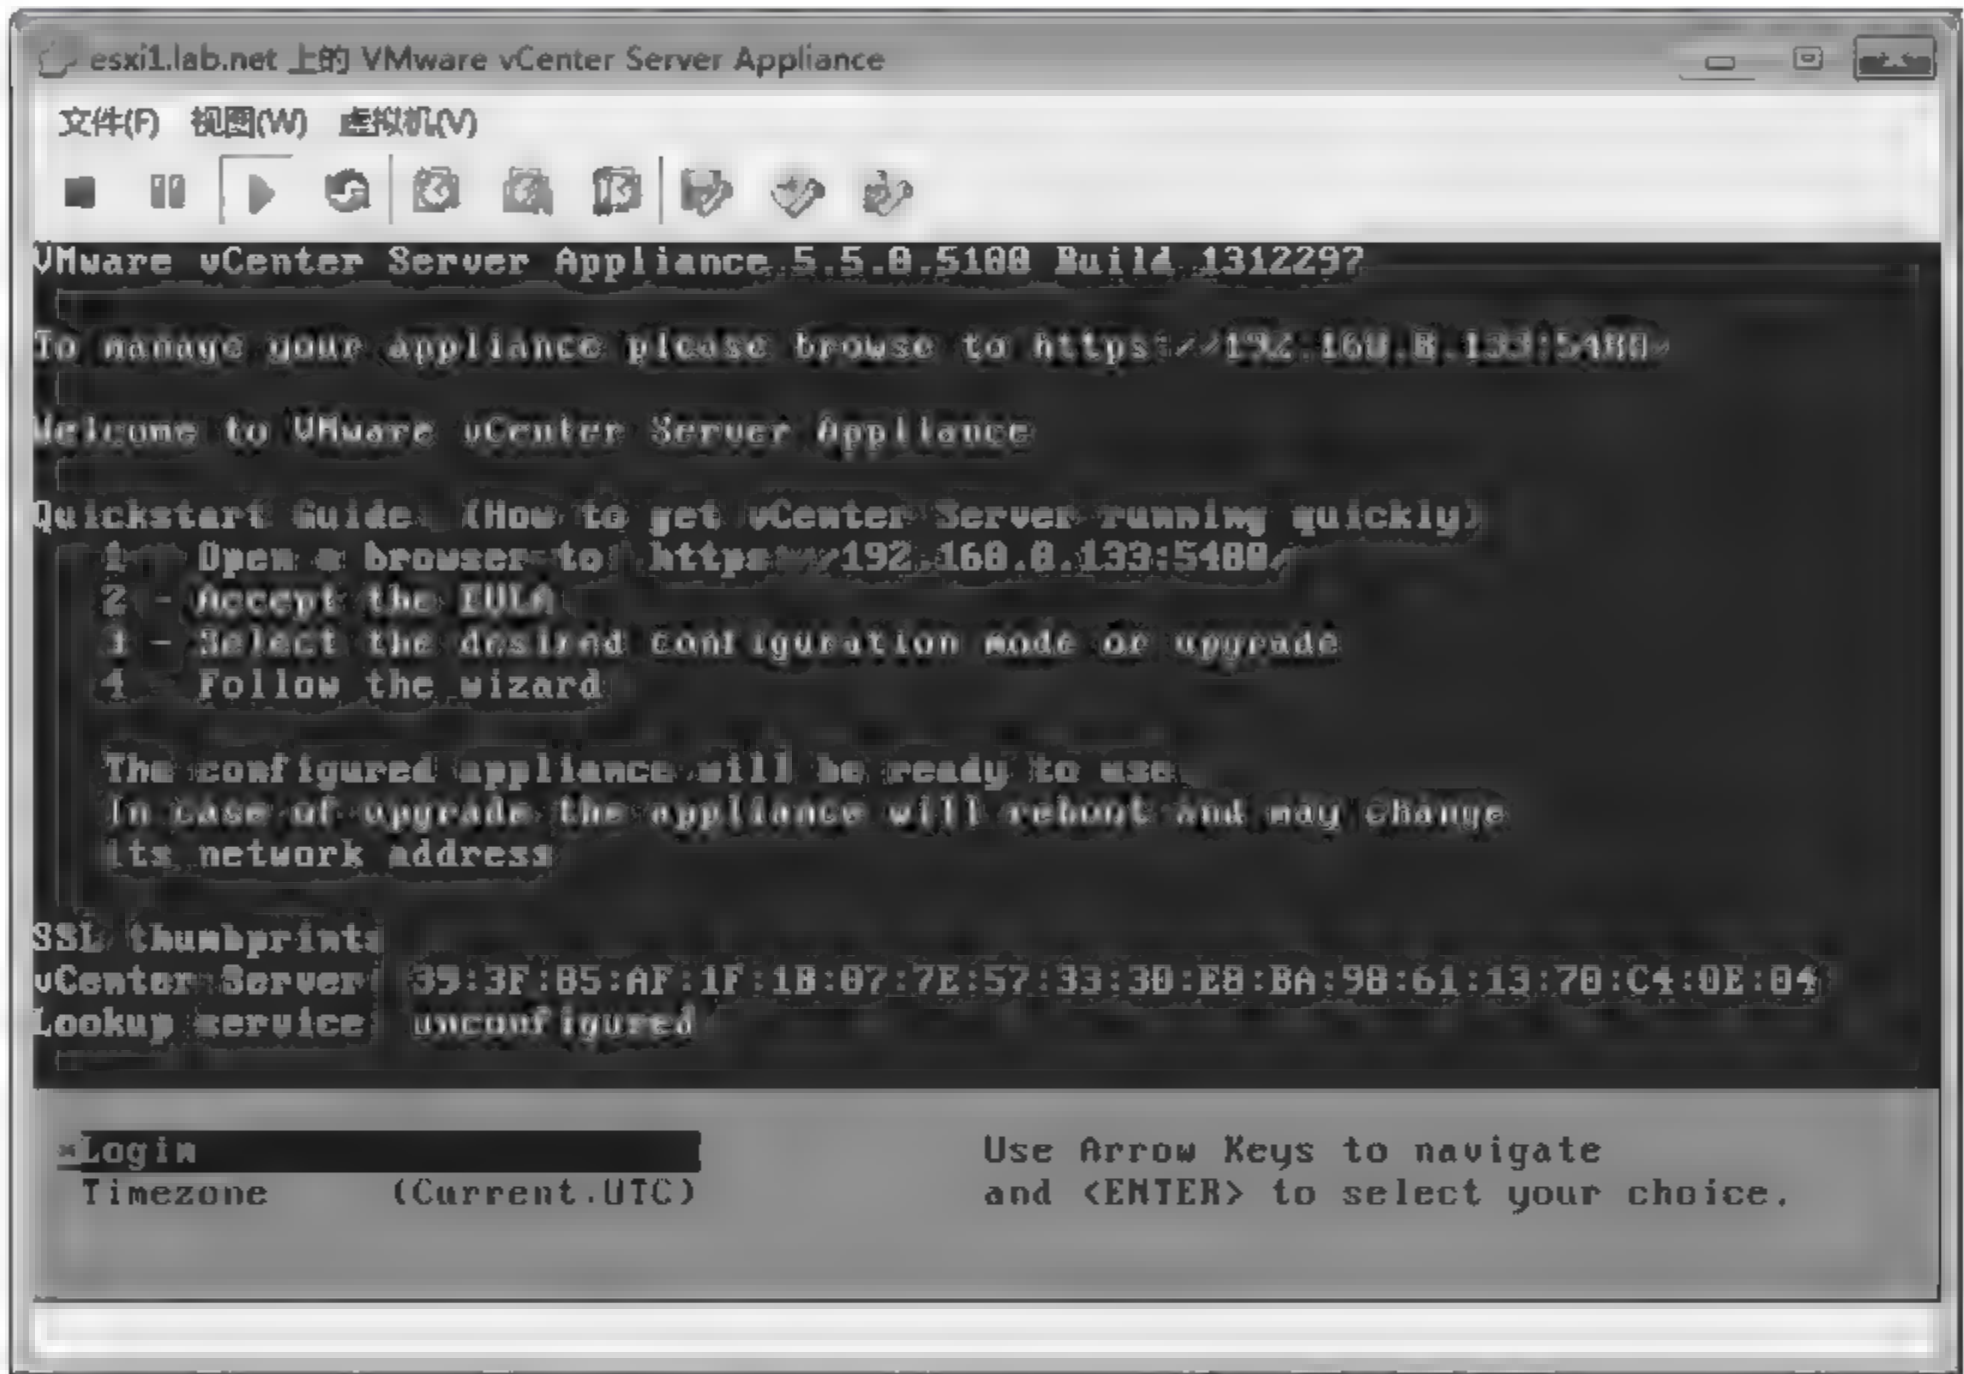 esxi1.lab.net 上的 VMware vCenter Server Appliance
文件(F) 视图(W) 虚拟机(V)
VMware vCenter Server Appliance 5.5.0.5100 Build 1312297
To manage your appliance please browse to https://192.168.0.133:5480/
Welcome to VMware vCenter Server Appliance
Quickstart Guide: (How to get vCenter Server running quickly)
1 - Open a browser to: https://192.168.0.133:5480/
2 - Accept the EULA
3 - Select the desired configuration mode or upgrade
4 - Follow the wizard
The configured appliance will be ready to use.
In case of upgrade the appliance will reboot and may change
its network address
SSL thumbprints
vCenter Server: 39:3F:05:AF:1F:18:07:7E:57:33:30:E8:BA:98:61:13:70:C4:0E:04
Lookup service: unconfigured
*Login
Use Arrow Keys to navigate
Timezone (Current:UTC)
and <ENTER> to select your choice.